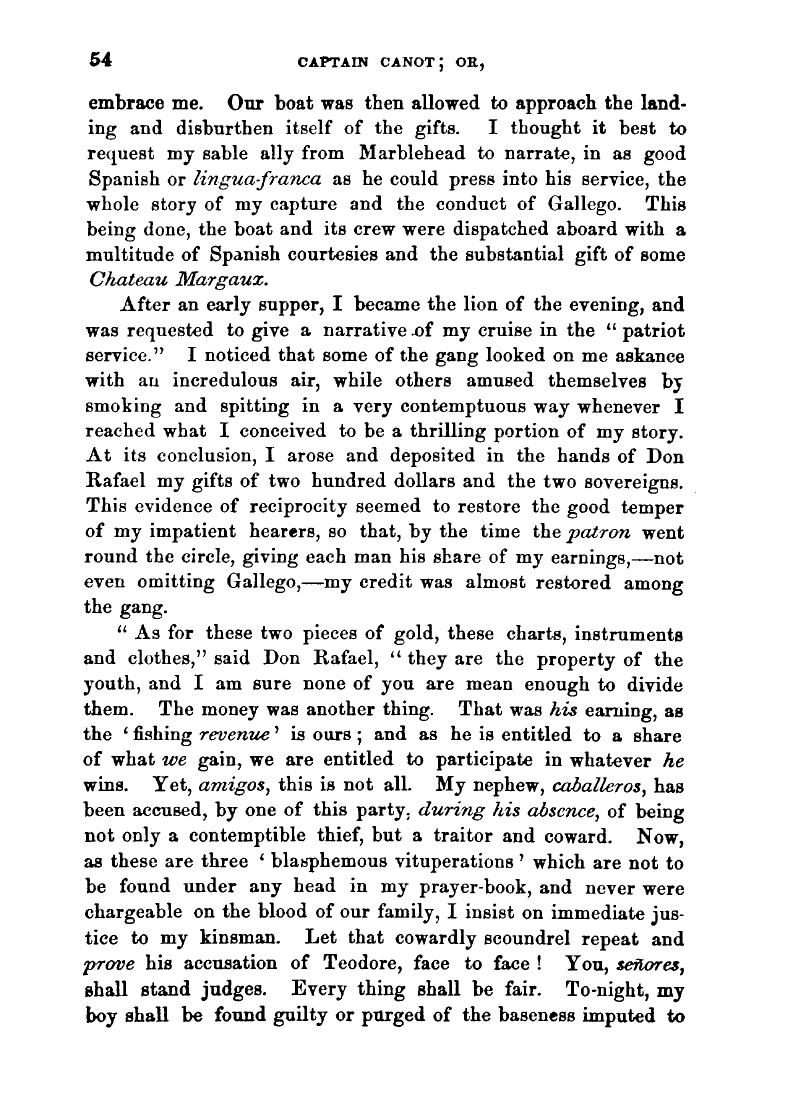 54 CAPTAIN CANOT; OR,
embrace me. Our boat was then allowed to approach the land-
ing and disburthen itself of the gifts. I thought it best to
request my sable ally from Marblehead to narrate, in as good
Spanish or lingua-franca as he could press into his service, the
whole story of my capture and the conduct of Gallego. This
being done, the boat and its crew were dispatched aboard with a
multitude of Spanish courtesies and the substantial gift of some
Chateau Margaux.
After an early supper, I became the lion of the evening, and
was requested to give a narrative of my cruise in the “ patriot
service.” I noticed that some of the gang looked on me askance
with an incredulous air, while others amused themselves by
smoking and spitting in a very contemptuous way whenever I
reached what I conceived to be a thrilling portion of my story.
At its conclusion, I arose and deposited in the hands of Don
Rafael my gifts of two hundred dollars and the two sovereigns.
This evidence of reciprocity seemed to restore the good temper
of my impatient hearers, so that, by the time the patron went
round the circle, giving each man his share of my earnings,—not
even omitting Gallego,—my credit was almost restored among
the gang.
“ As for these two pieces of gold, these charts, instruments
and clothes,” said Don Rafael, “ they are the property of the
youth, and I am sure none of you are mean enough to divide
them. The money was another thing. That was his earning, as
the ‘ fishing revenue ’ is ours ; and as he is entitled to a share
of what we gain, we are entitled to participate in whatever he
wins. Yet, amigos, this is not all. My nephew, caballeros, has
been accused, by one of this party, during his absence, of being
not only a contemptible thief, but a traitor and coward. Now,
as these are three ‘ blasphemous vituperations ’ which are not to
be found under any head in my prayer-book, and never were
chargeable on the blood of our family, I insist on immediate jus-
tice to my kinsman. Let that cowardly scoundrel repeat and
prove his accusation of Teodore, face to face ! You, señores,
shall stand judges. Every thing shall be fair. To-night, my
boy shall be found guilty or purged of the baseness imputed to